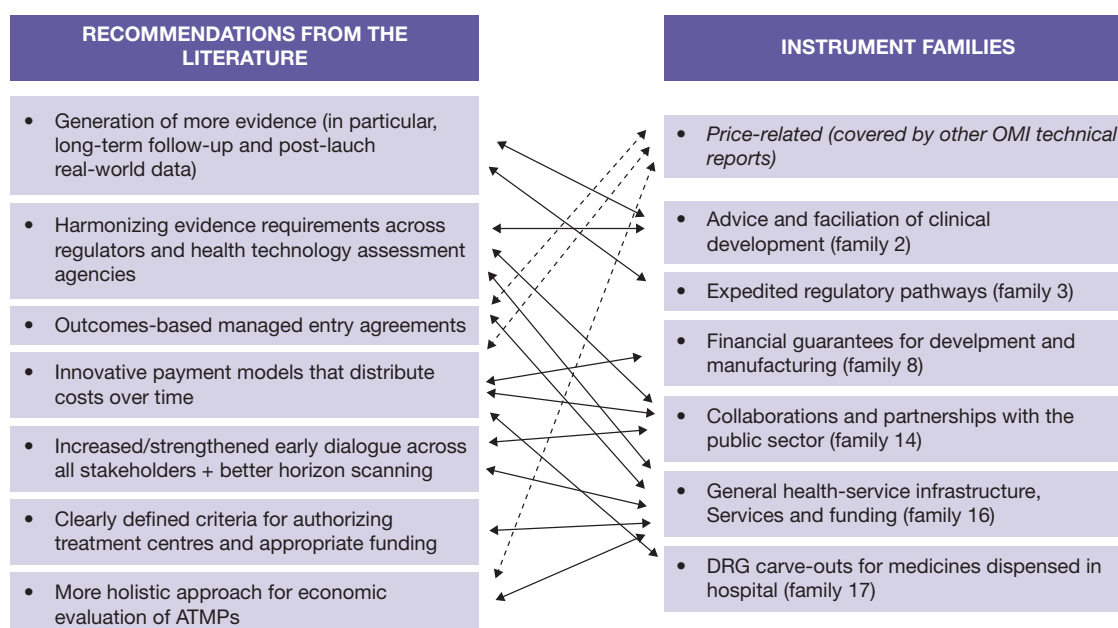 RECOMMENDATIONS FROM THE
LITERATURE
• Generation of more evidence (in particular,
long-term follow-up and post-lauch
real-world data)
• Harmonizing evidence requirements across
regulators and health technology assessment
agencies
• Outcomes-based managed entry agreements
• Innovative payment models that distribute
costs over time
• Increased/strengthened early dialogue across
all stakeholders + better horizon scanning
• Clearly defined criteria for authorizing
treatment centres and appropriate funding
• More holistic approach for economic
evaluation of ATMPs
INSTRUMENT FAMILIES
• Price-related (covered by other OMI technical
reports)
• Advice and faciliation of clinical
development (family 2)
• Expedited regulatory pathways (family 3)
• Financial guarantees for develpment and
manufacturing (family 8)
• Collaborations and partnerships with the
public sector (family 14)
• General health-service infrastructure,
Services and funding (family 16)
• DRG carve-outs for medicines dispensed in
hospital (family 17)